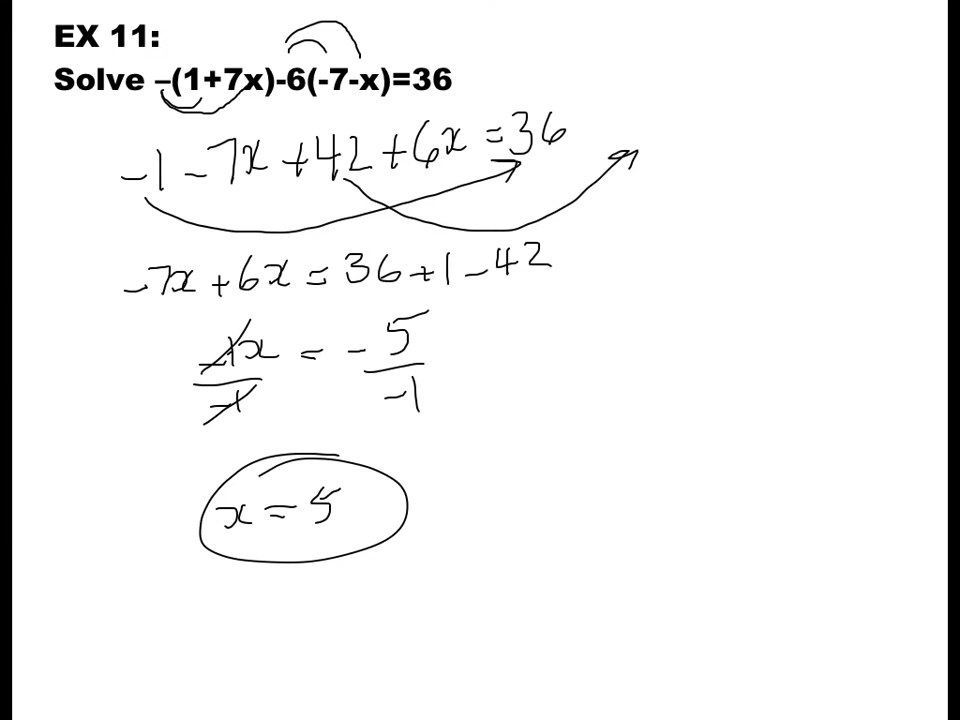 EX 11:
Solve –(1+7x)-6(-7-x)=36
-1-7x+42+6x=36
-7x+6x=36+1-42
-1x/-1 = -5/-1
x=5